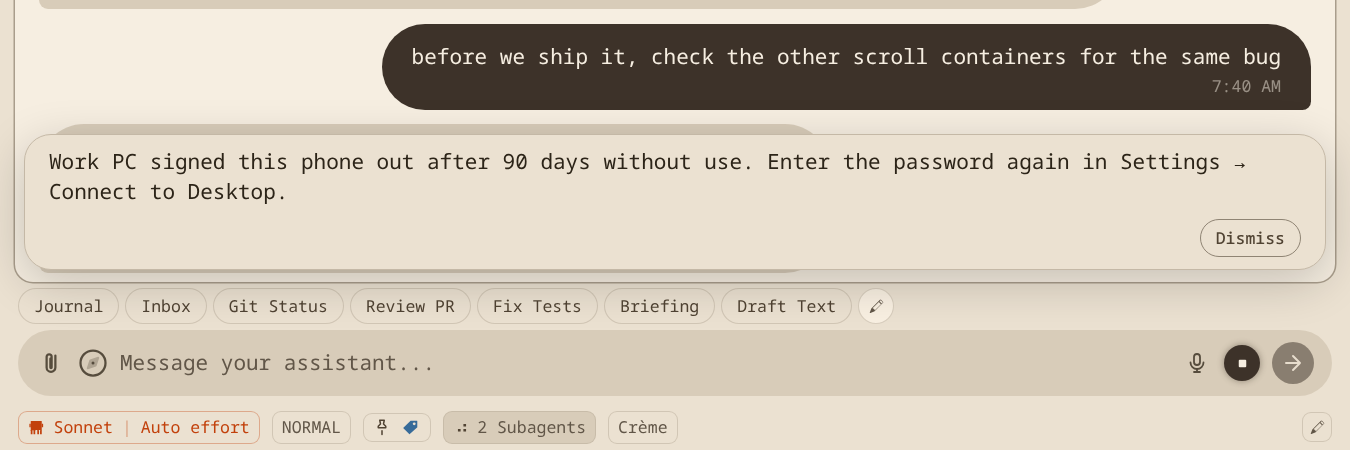 before we ship it, check the other scroll containers for the same bug
7:40 AM
Work PC signed this phone out after 90 days without use. Enter the password again in Settings →
Connect to Desktop.
Dismiss
Journal
Inbox
Git Status
Review PR
Fix Tests
Briefing
Draft Text
Message your assistant...
Sonnet | Auto effort
NORMAL
2 Subagents
Crème